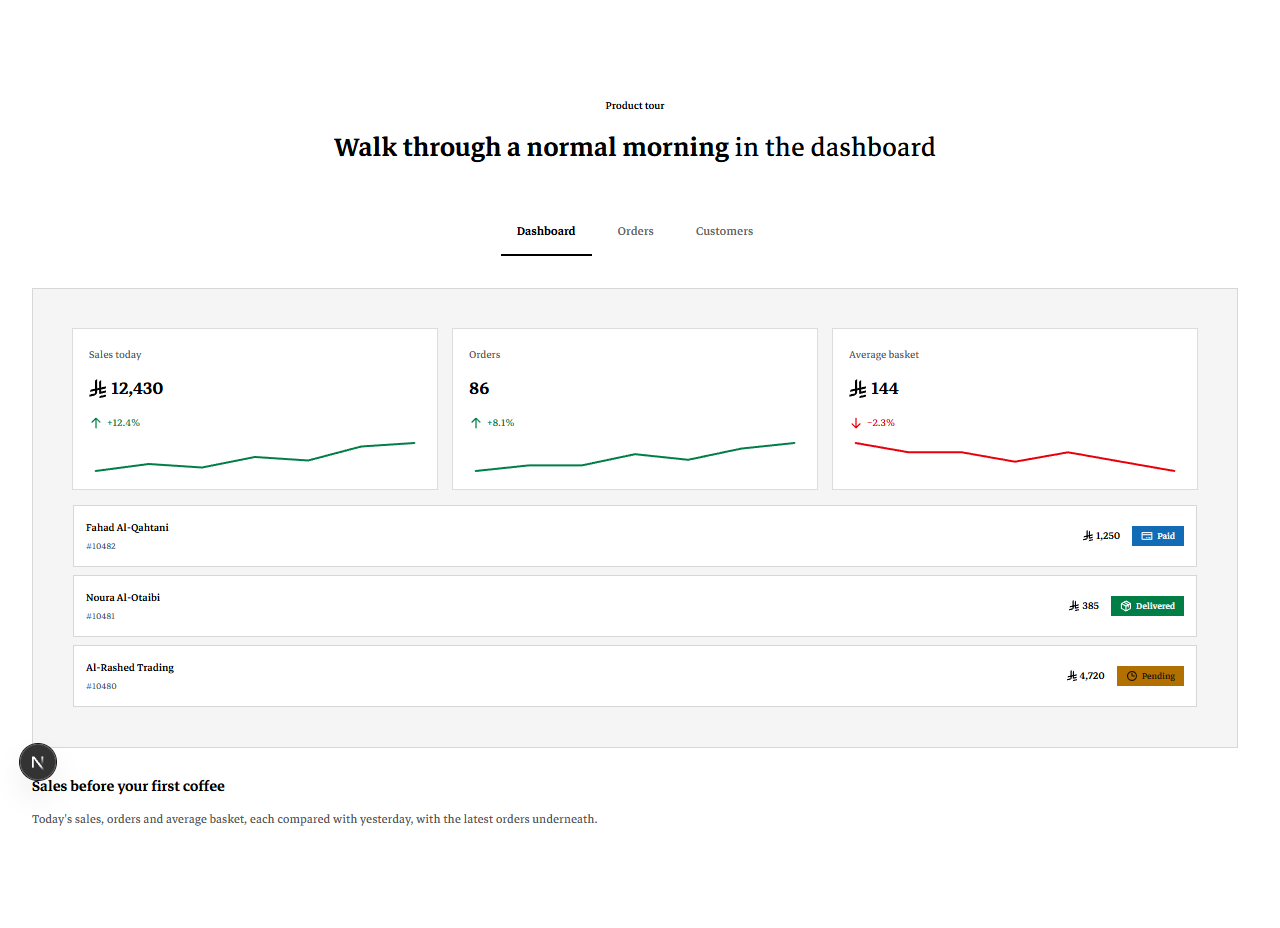 Product tour
Walk through a normal morning in the dashboard
Dashboard Orders Customers
Sales today
⃁ 12,430
+12.4%
Orders
86
+8.1%
Average basket
⃁ 144
−2.3%
Fahad Al-Qahtani
#10482
⃁ 1,250
Paid
Noura Al-Otaibi
#10481
⃁ 385
Delivered
Al-Rashed Trading
#10480
⃁ 4,720
Pending
N
Sales before your first coffee
Today's sales, orders and average basket, each compared with yesterday, with the latest orders underneath.